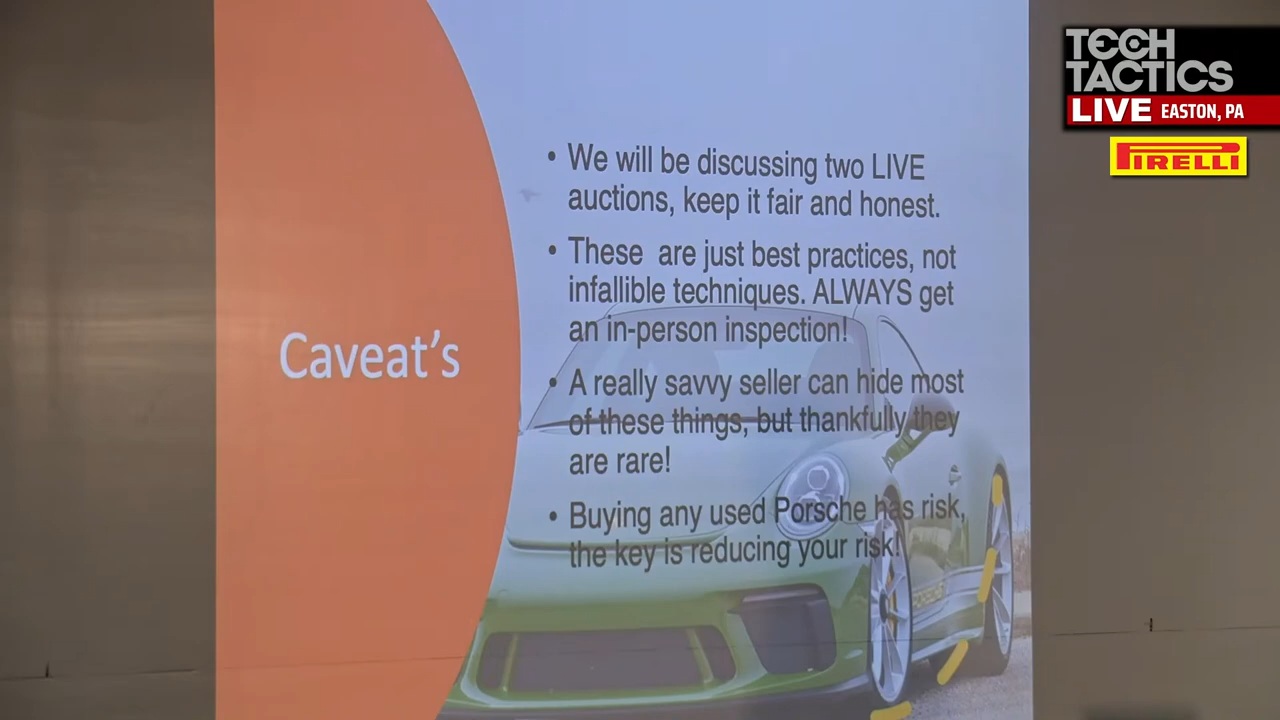 TECH
TACTICS
LIVE EASTON, PA
PIRELLI
Caveat's
• We will be discussing two LIVE
auctions, keep it fair and honest.
• These are just best practices, not
infallible techniques. ALWAYS get
an in-person inspection!
• A really savvy seller can hide most
of these things, but thankfully they
are rare!
• Buying any used Porsche has risk,
the key is reducing your risk!